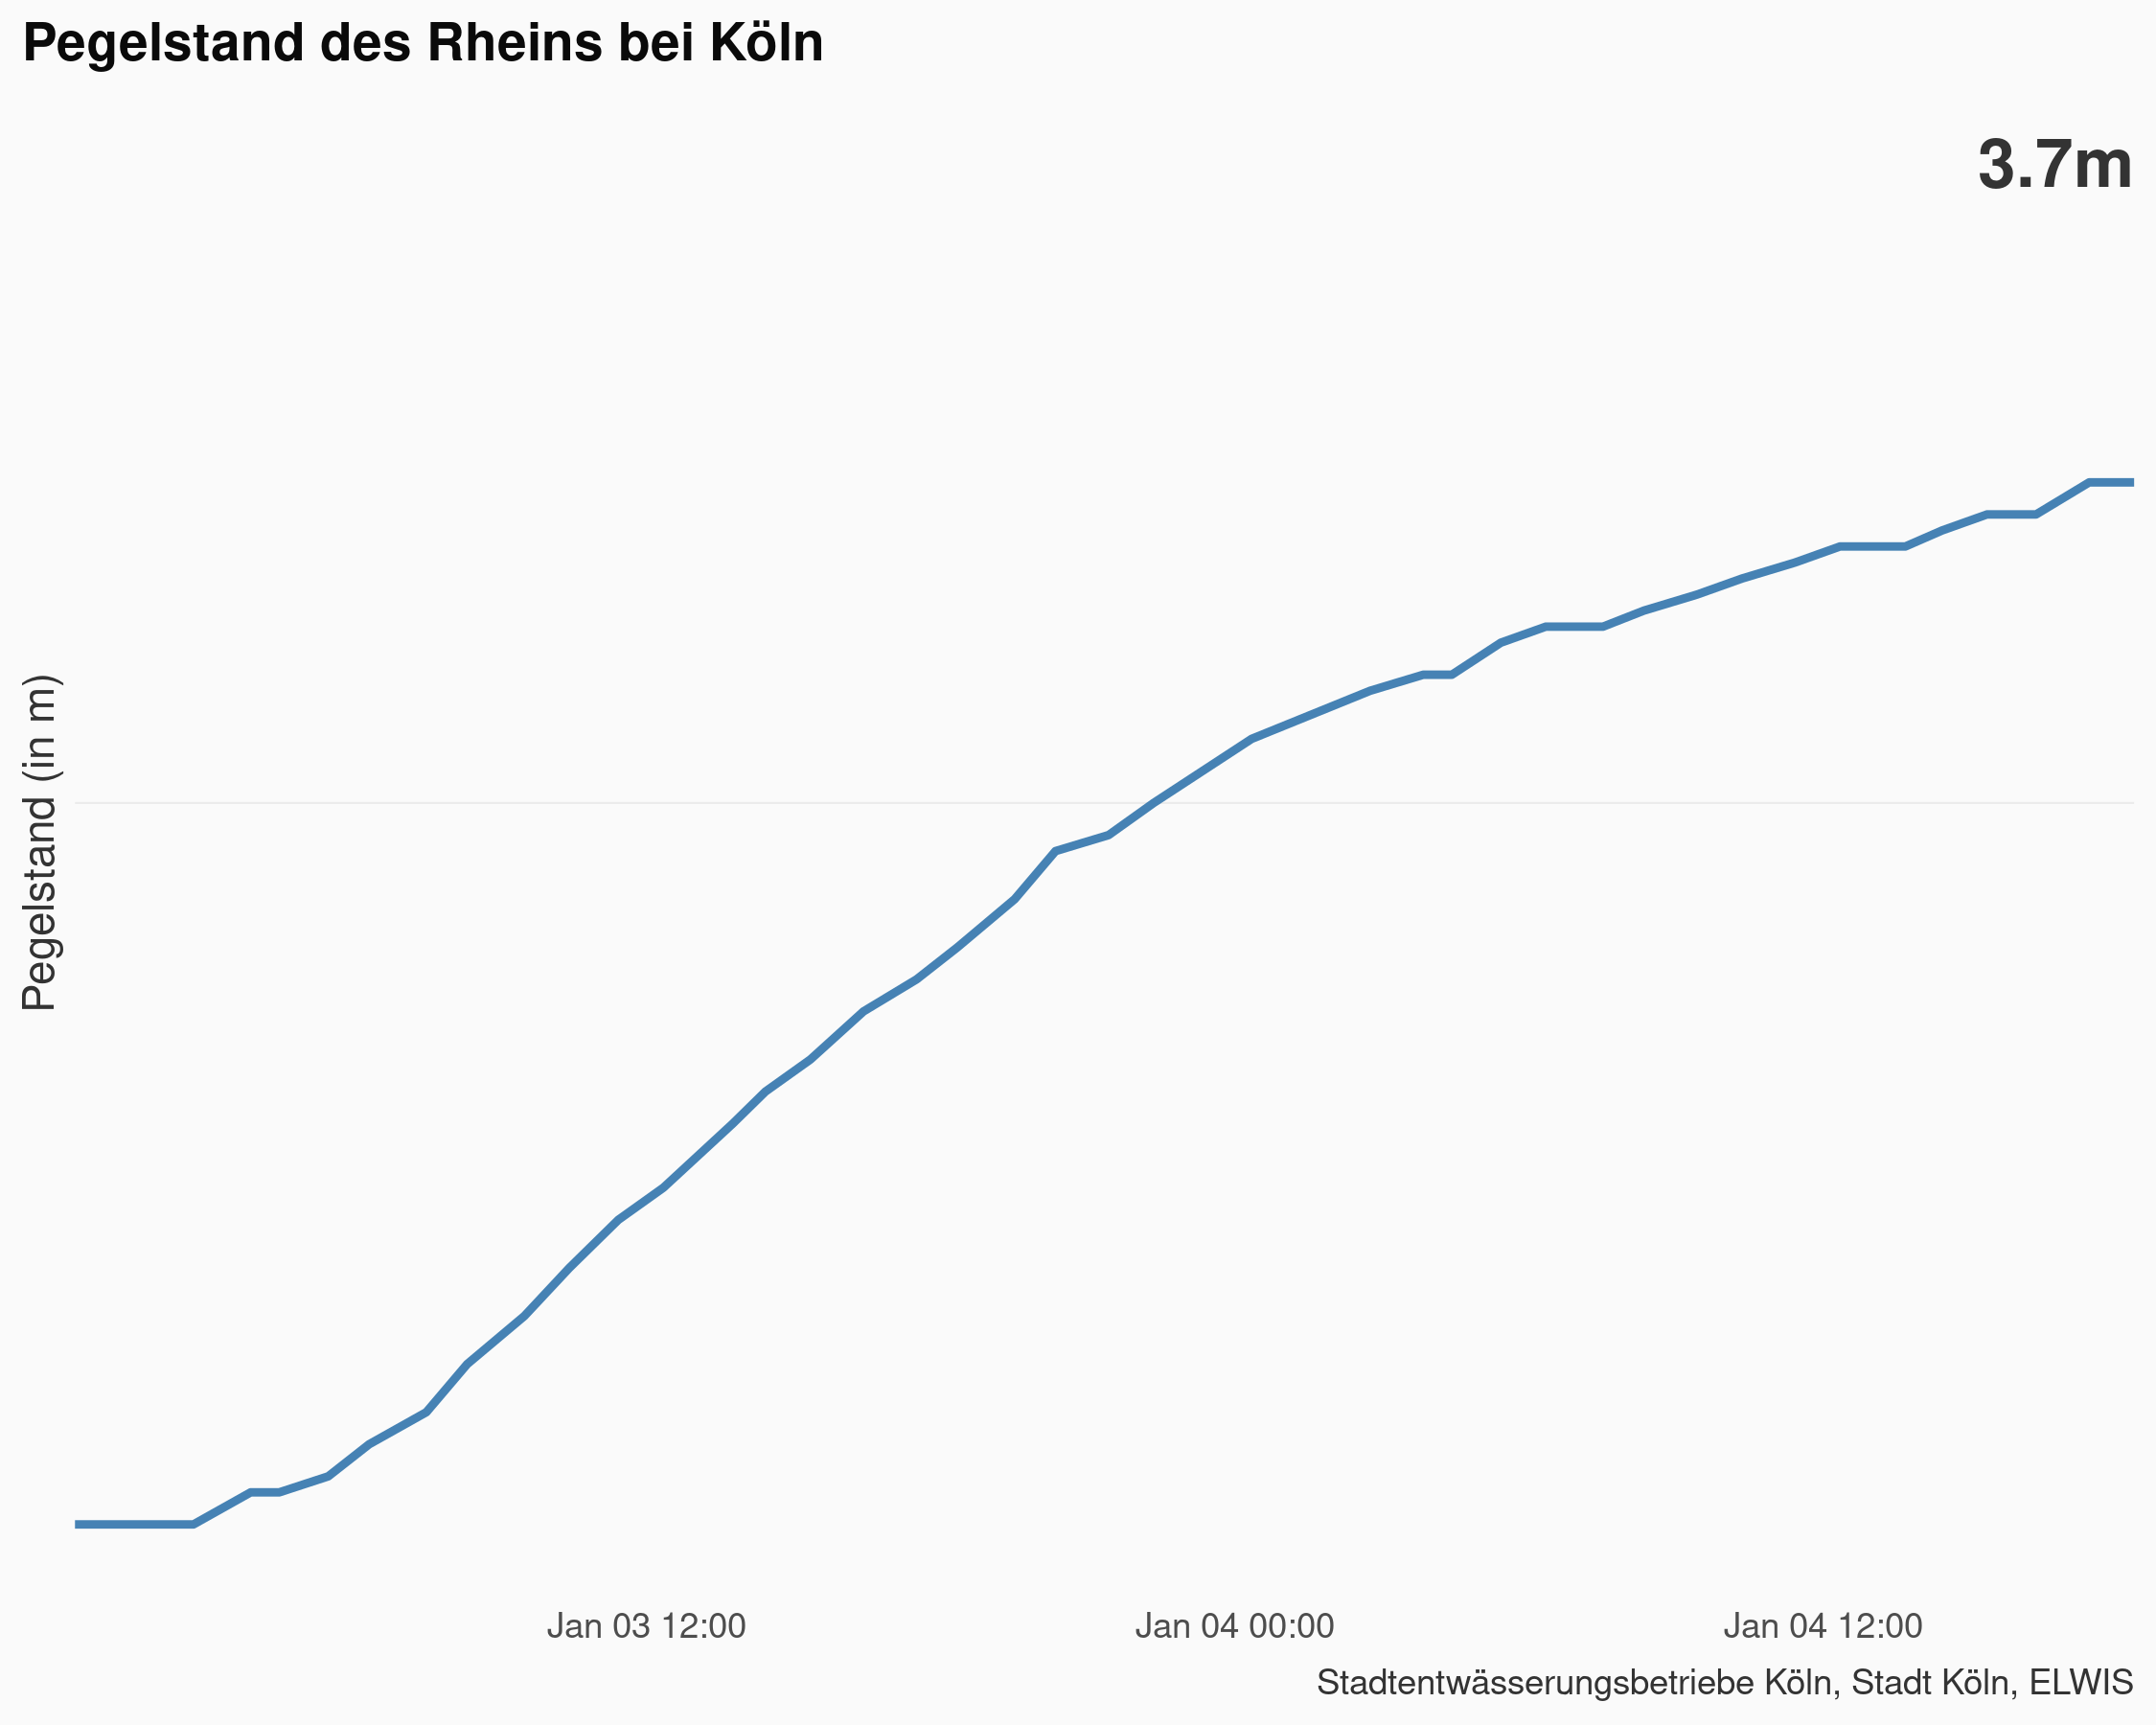 Pegelstand des Rheins bei Köln
3.7m
Pegelstand (in m)
Jan 03 12:00
Jan 04 00:00
Jan 04 12:00
Stadtentwässerungsbetriebe Köln, Stadt Köln, ELWIS